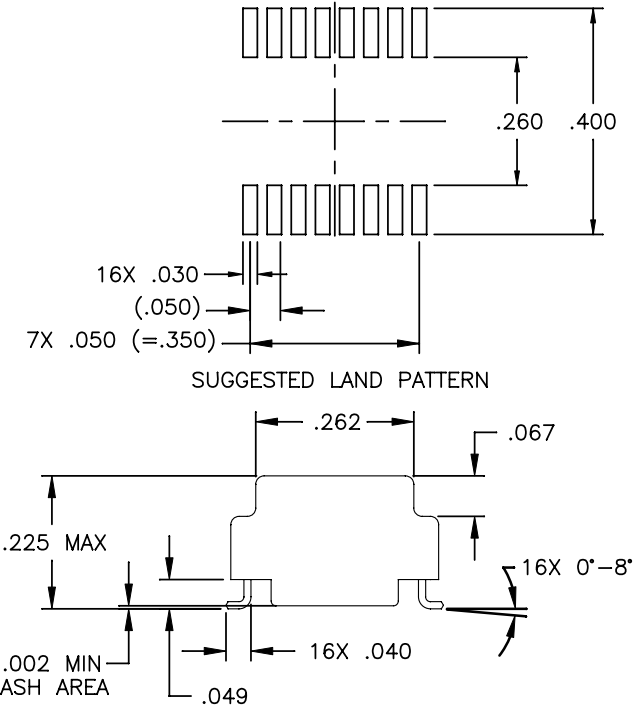 .260 .400
16X .030
(.050)
7X .050 (=.350)
SUGGESTED LAND PATTERN
.262
.067
.225 MAX
16X 0°-8°
.002 MIN
ASH AREA
16X .040
.049